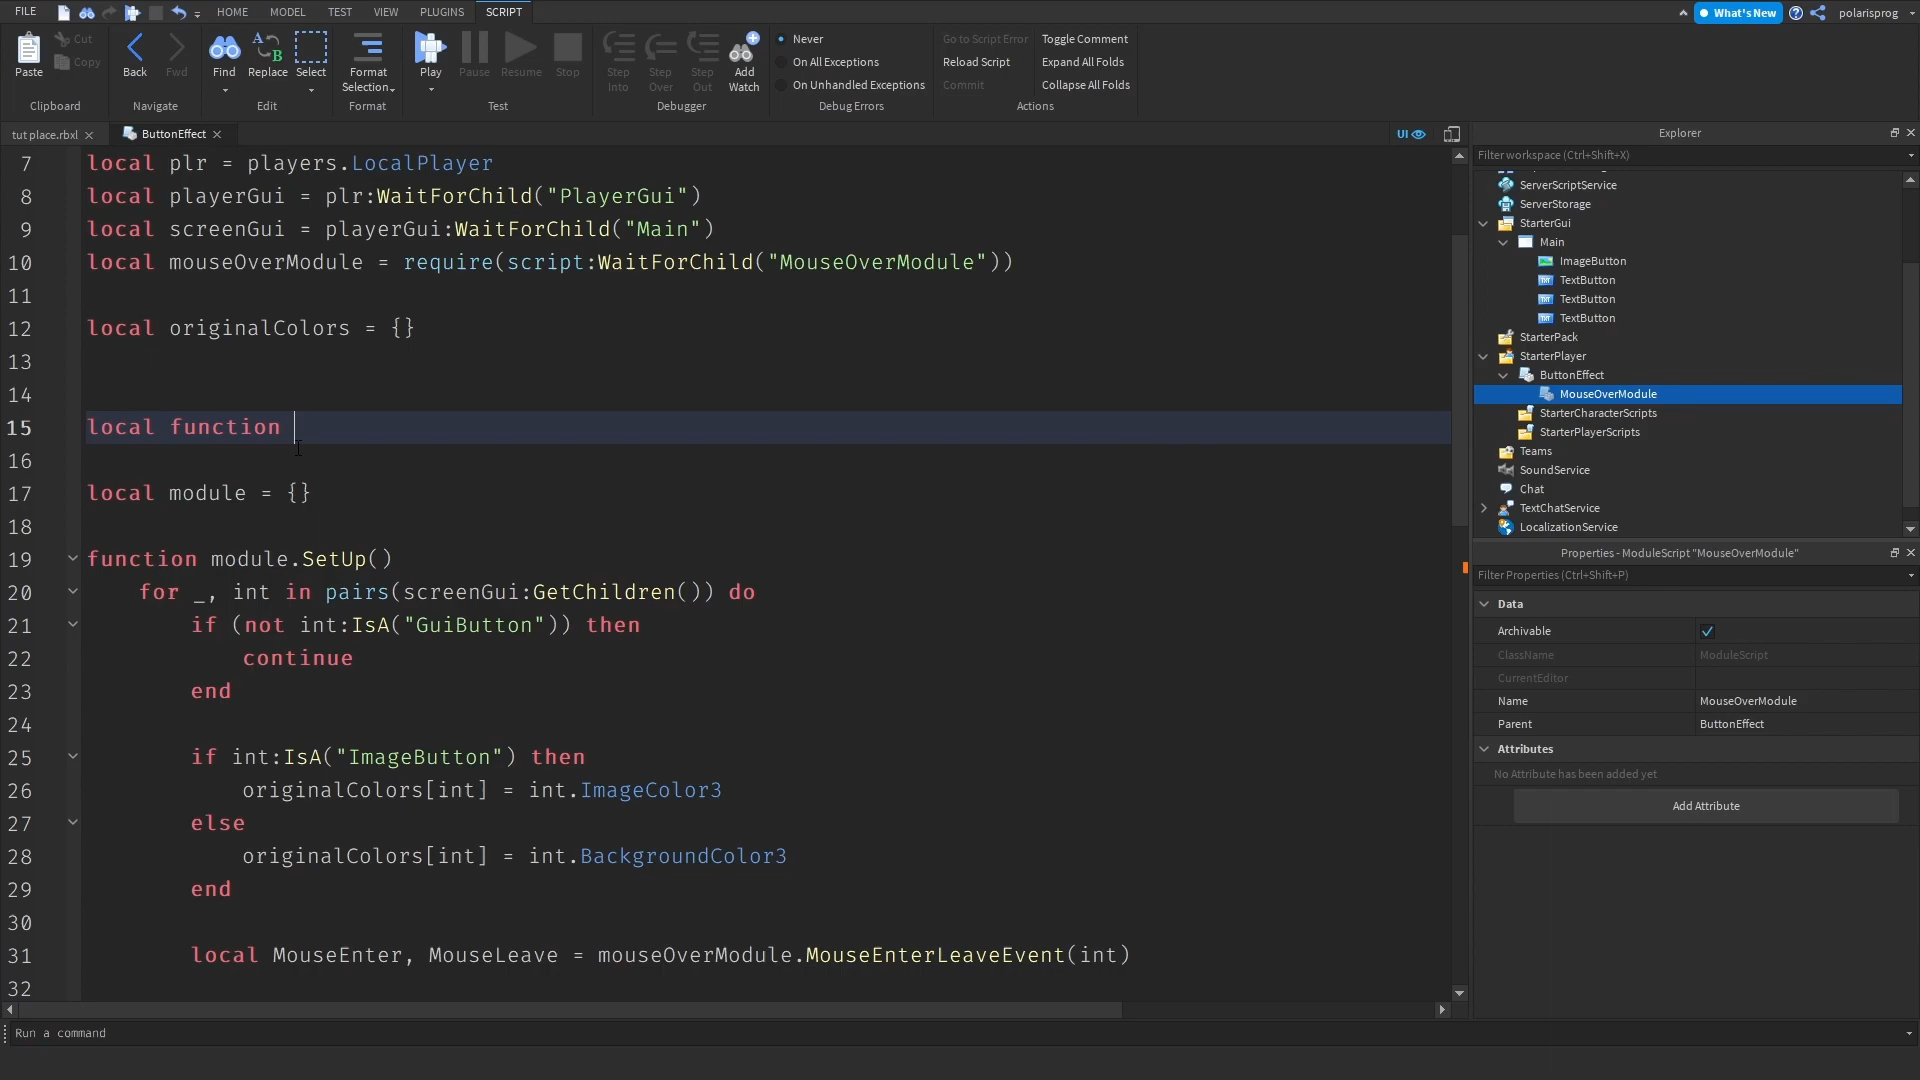 FILE HOME MODEL TEST VIEW PLUGINS SCRIPT What's New polarisprog
Paste Cut Copy Clipboard
Back Fwd Navigate
Find Replace Select Edit
Format Selection Format
Play Pause Resume Stop Test
Step Into Step Over Step Out Add Watch Debugger
Never
On All Exceptions
On Unhandled Exceptions
Debug Errors
Go to Script Error Toggle Comment
Reload Script Expand All Folds
Commit Collapse All Folds
Actions
tut place.rbxl ButtonEffect UI
7 local plr = players.LocalPlayer
8 local playerGui = plr:WaitForChild("PlayerGui")
9 local screenGui = playerGui:WaitForChild("Main")
10 local mouseOverModule = require(script:WaitForChild("MouseOverModule"))
11
12 local originalColors = {}
13
14
15 local function
16
17 local module = {}
18
19 function module.SetUp()
20 for _, int in pairs(screenGui:GetChildren()) do
21 if (not int:IsA("GuiButton")) then
22 continue
23 end
24
25 if int:IsA("ImageButton") then
26 originalColors[int] = int.ImageColor3
27 else
28 originalColors[int] = int.BackgroundColor3
29 end
30
31 local MouseEnter, MouseLeave = mouseOverModule.MouseEnterLeaveEvent(int)
32
Explorer
Filter workspace (Ctrl+Shift+X)
ServerScriptService
ServerStorage
StarterGui
Main
ImageButton
TextButton
TextButton
TextButton
StarterPack
StarterPlayer
ButtonEffect
MouseOverModule
StarterCharacterScripts
StarterPlayerScripts
Teams
SoundService
Chat
TextChatService
LocalizationService
Properties - ModuleScript "MouseOverModule"
Filter Properties (Ctrl+Shift+P)
Data
Archivable
ClassName ModuleScript
CurrentEditor
Name MouseOverModule
Parent ButtonEffect
Attributes
No Attribute has been added yet
Add Attribute
Run a command